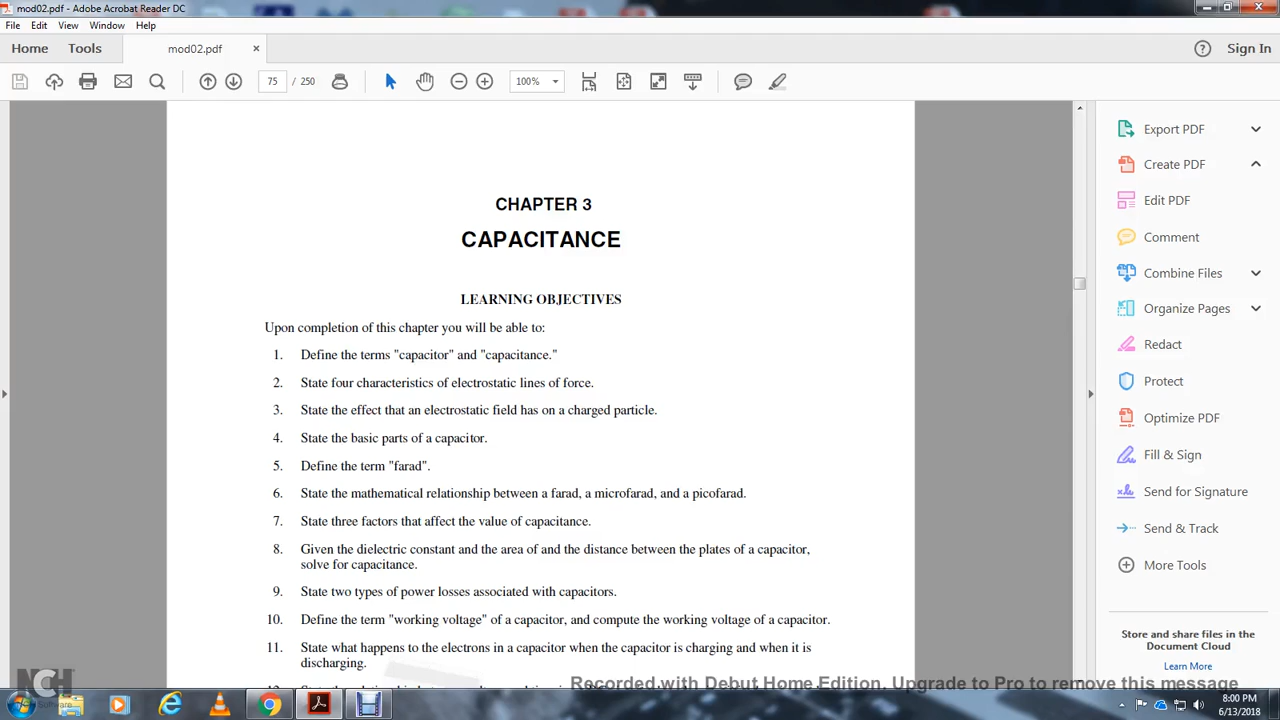 mod02.pdf - Adobe Acrobat Reader DC
File Edit View Window Help
Home Tools mod02.pdf Sign In
75 / 250 100%
CHAPTER 3
CAPACITANCE
LEARNING OBJECTIVES
Upon completion of this chapter you will be able to:
1. Define the terms "capacitor" and "capacitance."
2. State four characteristics of electrostatic lines of force.
3. State the effect that an electrostatic field has on a charged particle.
4. State the basic parts of a capacitor.
5. Define the term "farad".
6. State the mathematical relationship between a farad, a microfarad, and a picofarad.
7. State three factors that affect the value of capacitance.
8. Given the dielectric constant and the area of and the distance between the plates of a capacitor,
solve for capacitance.
9. State two types of power losses associated with capacitors.
10. Define the term "working voltage" of a capacitor, and compute the working voltage of a capacitor.
11. State what happens to the electrons in a capacitor when the capacitor is charging and when it is
discharging.
Export PDF
Create PDF
Edit PDF
Comment
Combine Files
Organize Pages
Redact
Protect
Optimize PDF
Fill & Sign
Send for Signature
Send & Track
More Tools
Store and share files in the
Document Cloud
Learn More
Recorded with Debut Home Edition. Upgrade to Pro to remove this message
NCH
Software
8:00 PM
6/13/2018